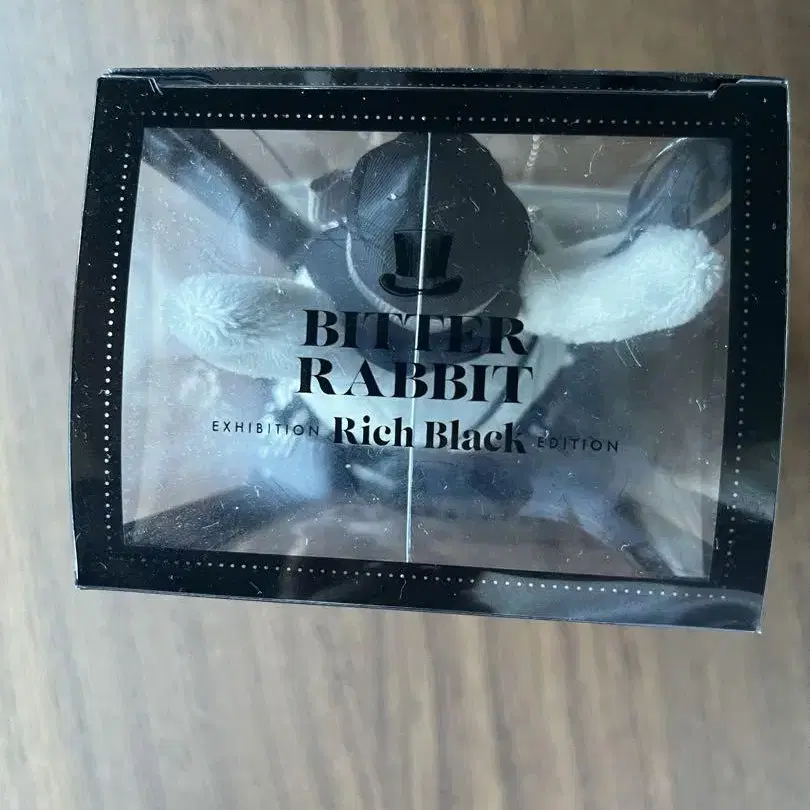 BITTER
RABBIT
EXHIBITION Rich Black EDITION